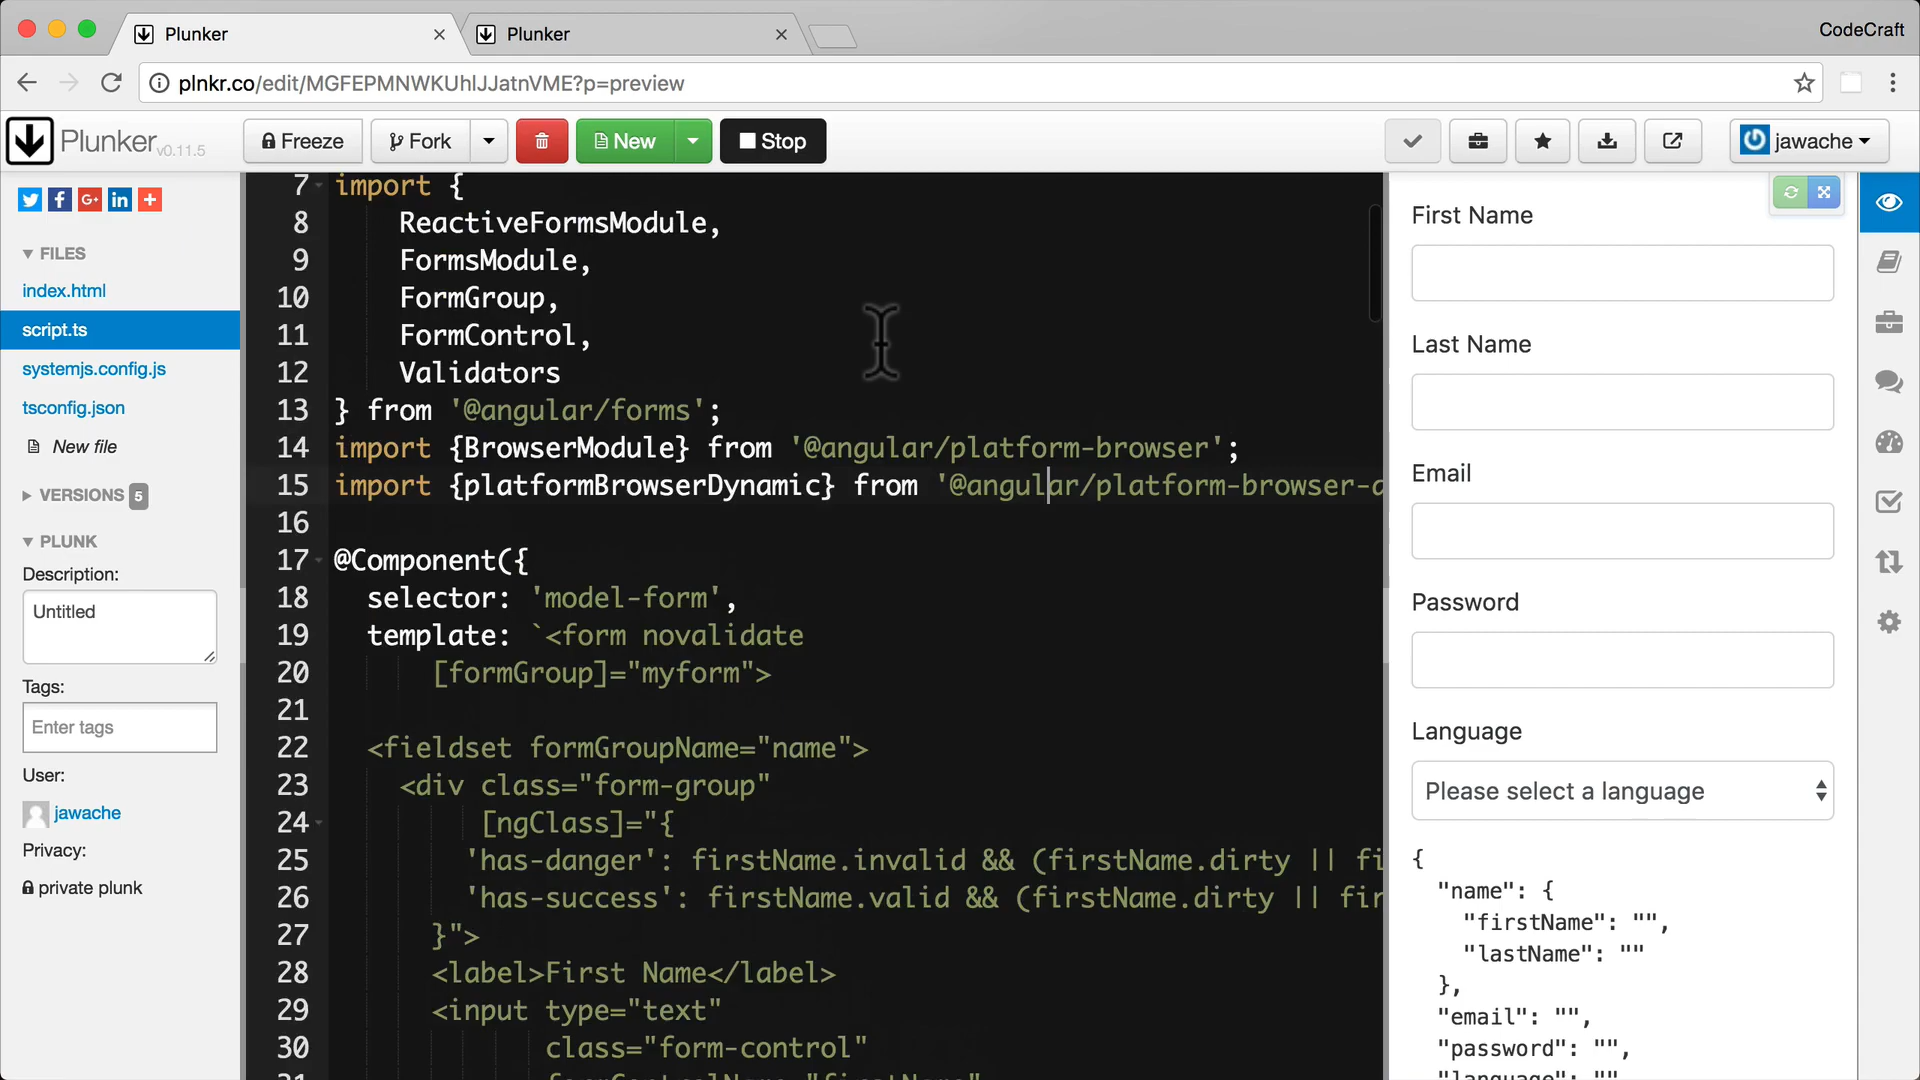 Plunker
Plunker
CodeCraft
plnkr.co/edit/MGFEPMNWKUhlJJatnVME?p=preview
Plunker v0.11.5
Freeze
Fork
New
Stop
jawache
FILES
index.html
script.ts
systemjs.config.js
tsconfig.json
New file
VERSIONS 5
PLUNK
Description:
Untitled
Tags:
Enter tags
User:
jawache
Privacy:
private plunk
7 import {
8 ReactiveFormsModule,
9 FormsModule,
10 FormGroup,
11 FormControl,
12 Validators
13 } from '@angular/forms';
14 import {BrowserModule} from '@angular/platform-browser';
15 import {platformBrowserDynamic} from '@angular/platform-browser-
16
17 @Component({
18 selector: 'model-form',
19 template: `<form novalidate
20 [formGroup]="myform">
21
22 <fieldset formGroupName="name">
23 <div class="form-group"
24 [ngClass]="{
25 'has-danger': firstName.invalid && (firstName.dirty || fi
26 'has-success': firstName.valid && (firstName.dirty || fir
27 }">
28 <label>First Name</label>
29 <input type="text"
30 class="form-control"
31 formControlName="firstName"
First Name
Last Name
Email
Password
Language
Please select a language
{
"name": {
"firstName": "",
"lastName": ""
},
"email": "",
"password": "",
"language": ""